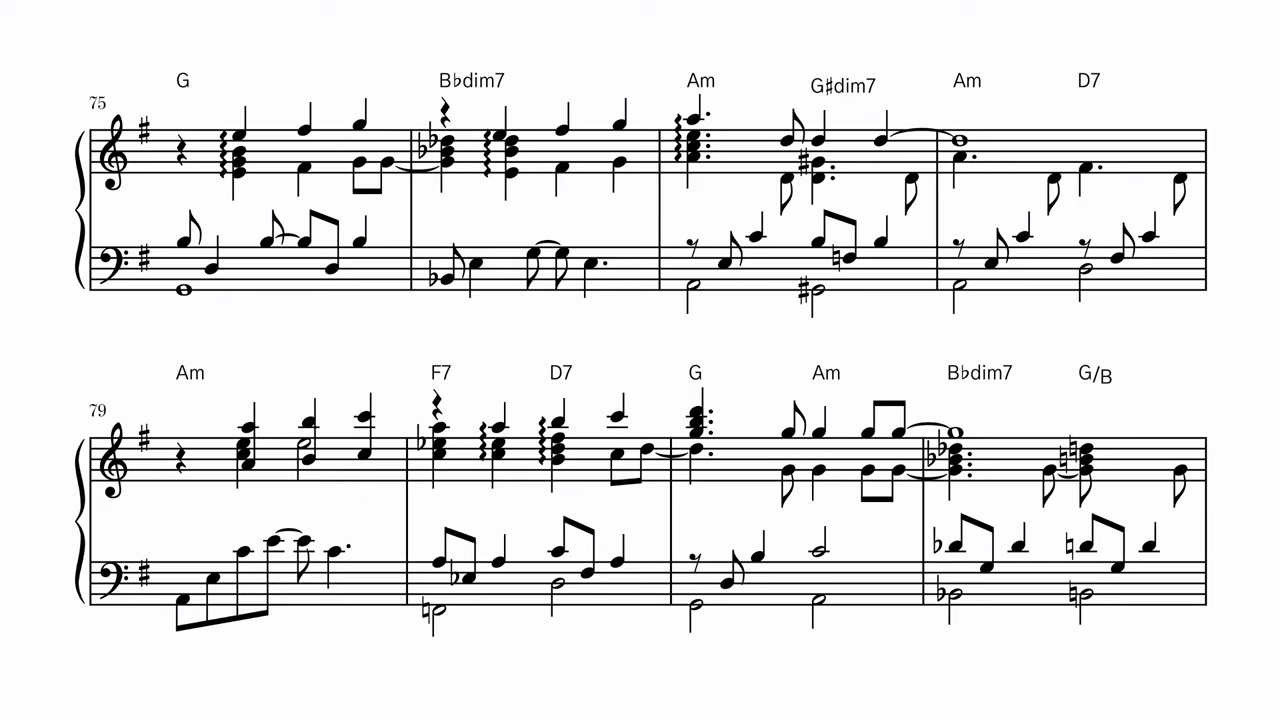 G B♭dim7 Am G♯dim7 Am D7
75
Am F7 D7 G Am B♭dim7 G/B
79